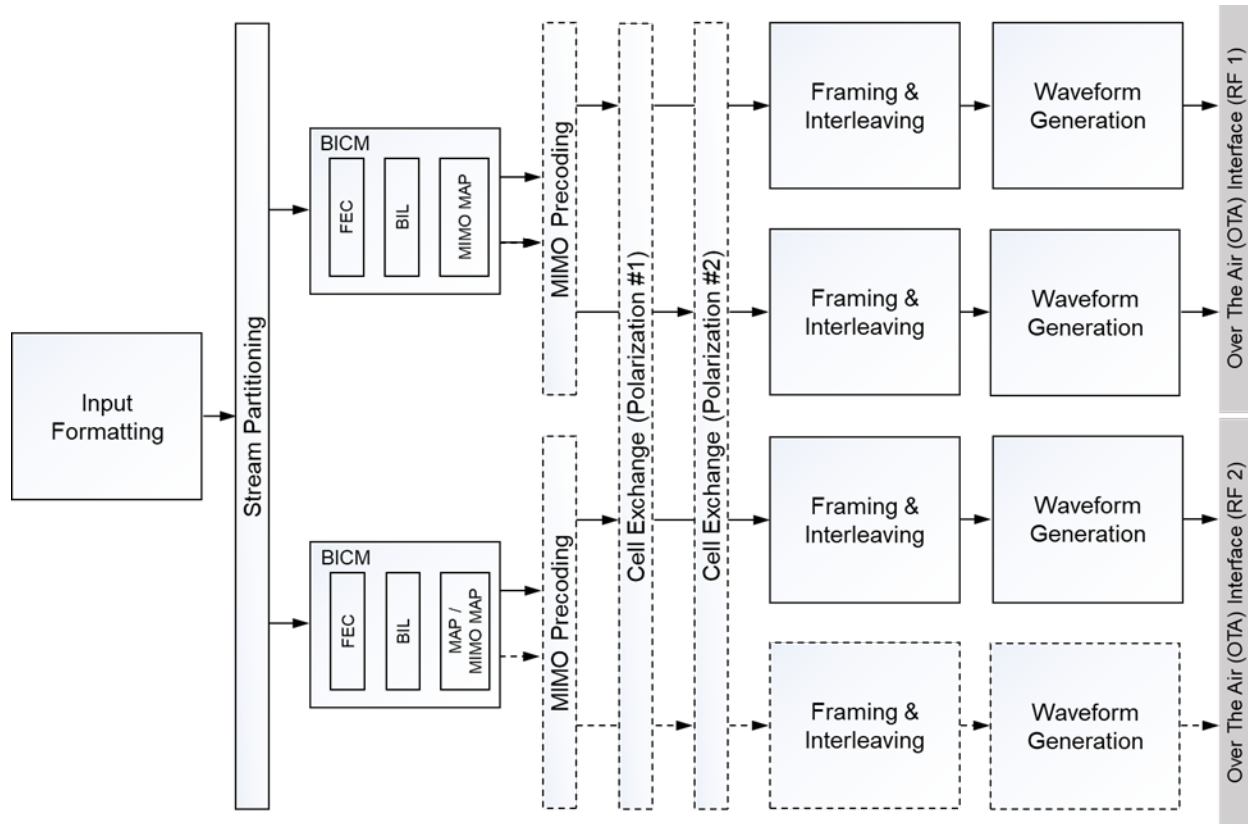 Input
Formatting
Stream Partitioning
BICM
FEC
BIL
MIMO MAP
BICM
FEC
BIL
MAP /
MIMO MAP
MIMO Precoding
MIMO Precoding
Cell Exchange (Polarization #1)
Cell Exchange (Polarization #2)
Framing &
Interleaving
Waveform
Generation
Framing &
Interleaving
Waveform
Generation
Framing &
Interleaving
Waveform
Generation
Framing &
Interleaving
Waveform
Generation
Over The Air (OTA) Interface (RF 1)
Over The Air (OTA) Interface (RF 2)